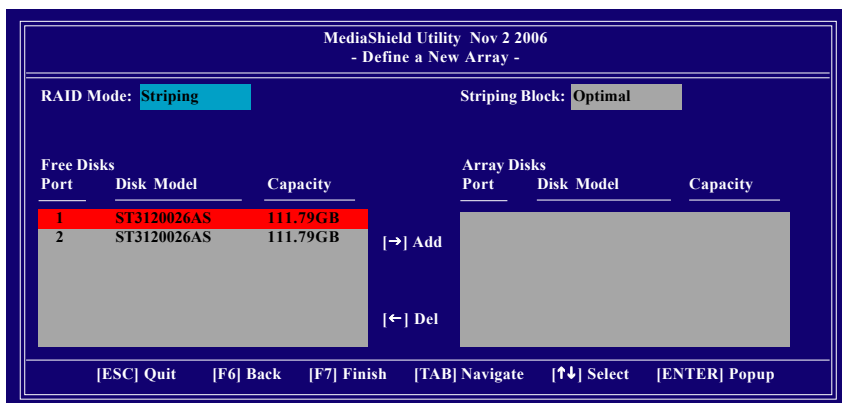 MediaShield Utility Nov 2 2006
- Define a New Array -
RAID Mode: Striping
Striping Block: Optimal
Free Disks
Port Disk Model Capacity
1 ST3120026AS 111.79GB
2 ST3120026AS 111.79GB
[→] Add
[←] Del
Array Disks
Port Disk Model Capacity
[ESC] Quit [F6] Back [F7] Finish [TAB] Navigate [↑↓] Select [ENTER] Popup